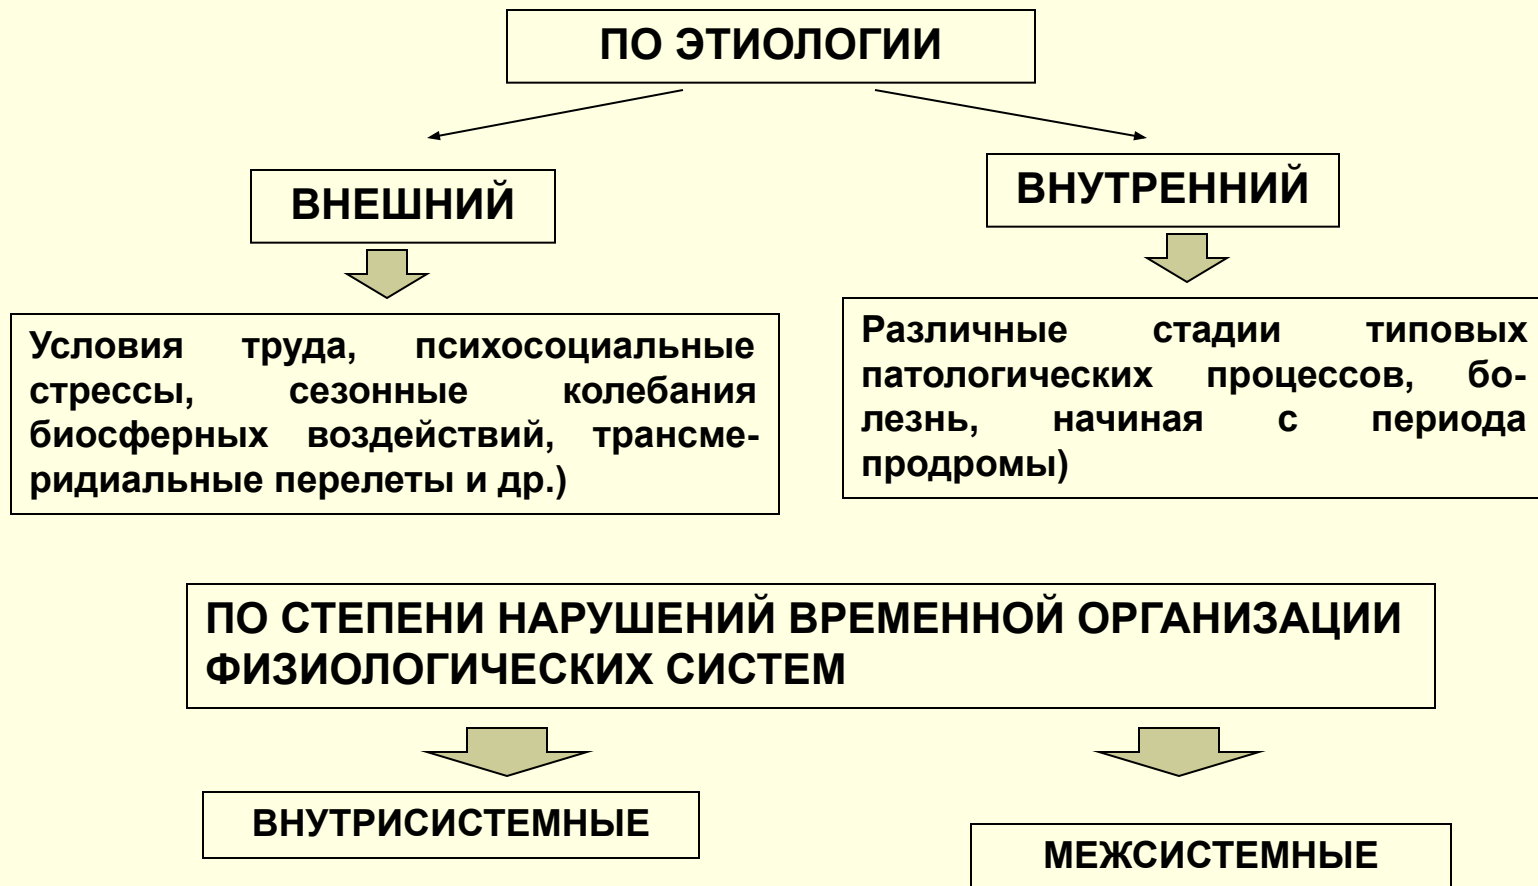 ПО ЭТИОЛОГИИ
ВНЕШНИЙ
ВНУТРЕННИЙ
Условия труда, психосоциальные
стрессы, сезонные колебания
биосферных воздействий, трансме-
ридиальные перелеты и др.)
Различные стадии типовых
патологических процессов, бо-
лезнь, начиная с периода
продромы)
ПО СТЕПЕНИ НАРУШЕНИЙ ВРЕМЕННОЙ ОРГАНИЗАЦИИ
ФИЗИОЛОГИЧЕСКИХ СИСТЕМ
ВНУТРИСИСТЕМНЫЕ
МЕЖСИСТЕМНЫЕ